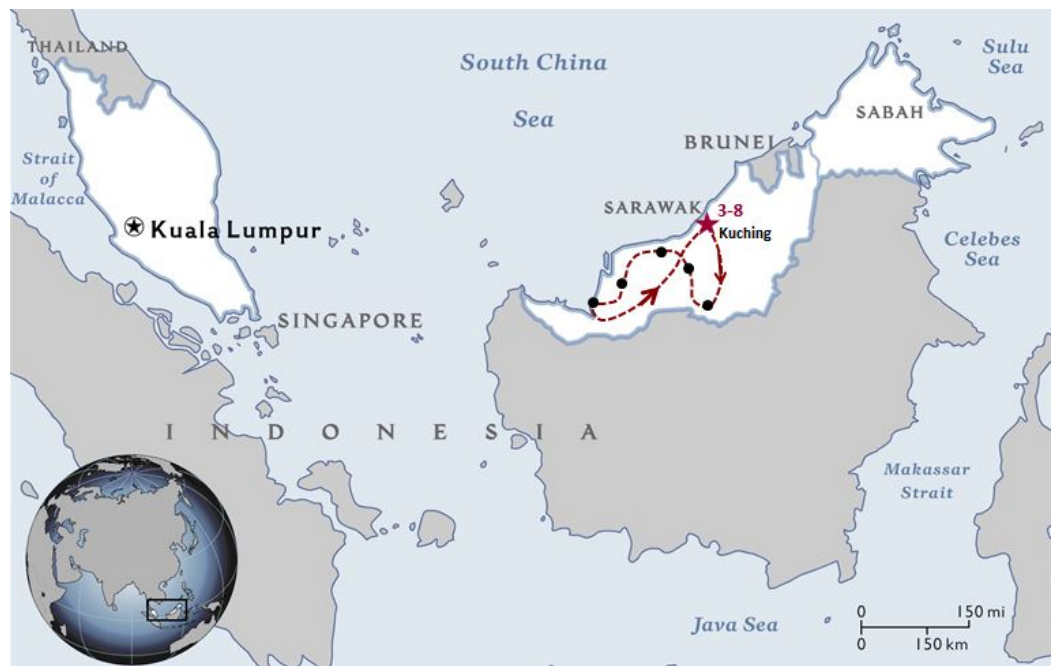 THAILAND
South China
Sea
Sulu
Sea
SABAH
BRUNEI
Strait
of
Malacca
SARAWAK
3-8
Kuching
Kuala Lumpur
Celebes
Sea
SINGAPORE
INDONESIA
Makassar
Strait
Java Sea
0 150 mi
0 150 km